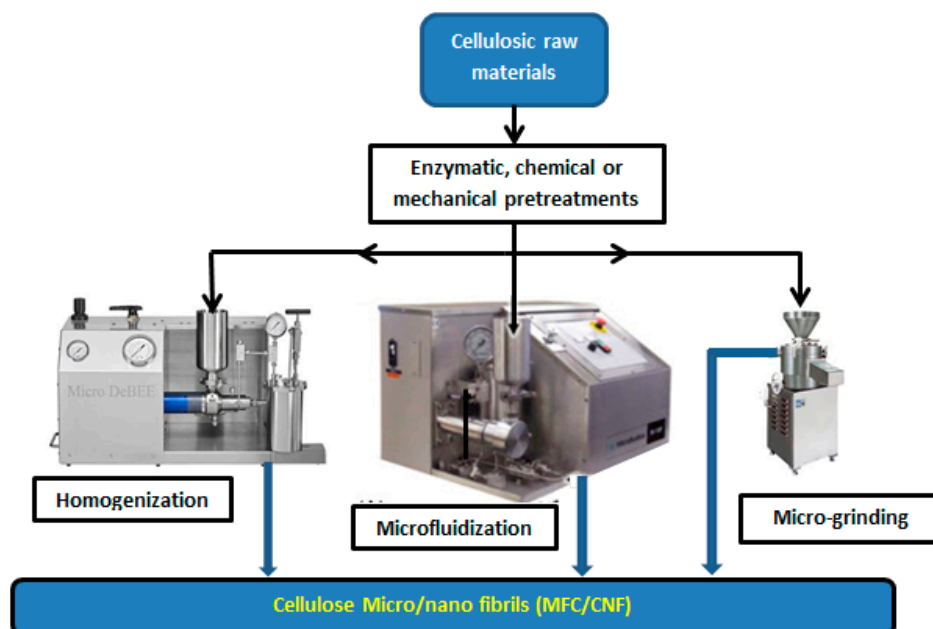 Cellulosic raw
materials
Enzymatic, chemical or
mechanical pretreatments
Micro DeBEE
Homogenization
Microfluidization
Micro-grinding
Cellulose Micro/nano fibrils (MFC/CNF)